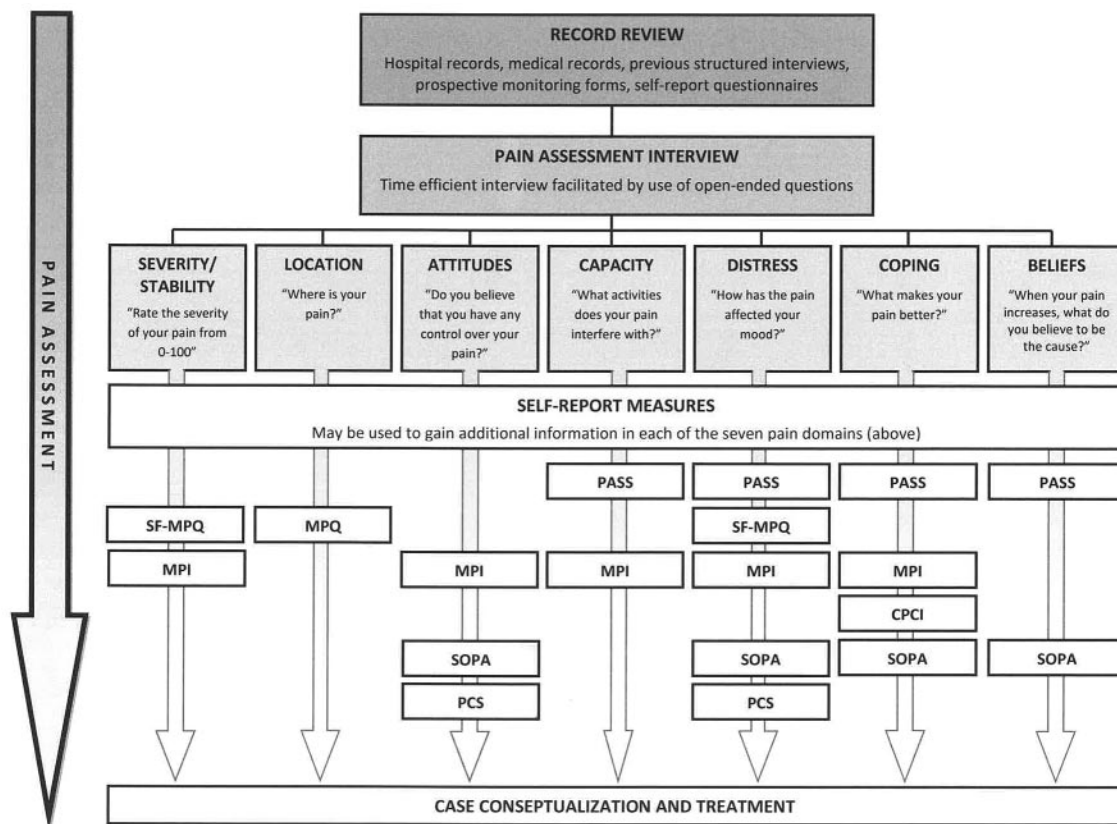 RECORD REVIEW
Hospital records, medical records, previous structured interviews,
prospective monitoring forms, self-report questionnaires
PAIN ASSESSMENT INTERVIEW
Time efficient interview facilitated by use of open-ended questions
PAIN ASSESSMENT
SEVERITY/
STABILITY
"Rate the severity
of your pain from
0-100"
LOCATION
"Where is your
pain?"
ATTITUDES
"Do you believe
that you have any
control over your
pain?"
CAPACITY
"What activities
does your pain
interfere with?"
DISTRESS
"How has the pain
affected your
mood?"
COPING
"What makes your
pain better?"
BELIEFS
"When your pain
increases, what do
you believe to be
the cause?"
SELF-REPORT MEASURES
May be used to gain additional information in each of the seven pain domains (above)
PASS PASS PASS PASS
SF-MPQ MPQ SF-MPQ
MPI MPI MPI MPI MPI
CPCI
SOPA SOPA SOPA SOPA
PCS PCS
CASE CONSEPTUALIZATION AND TREATMENT